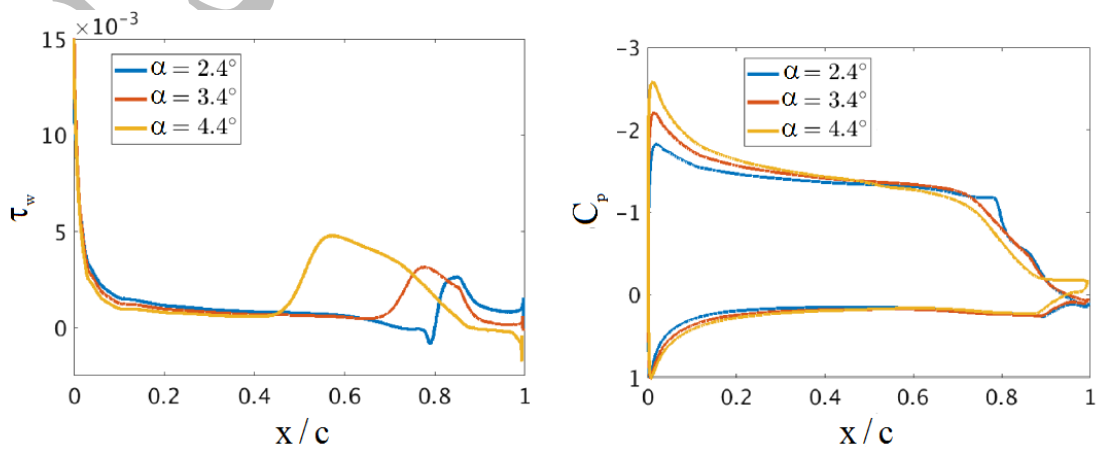 ×10⁻³
15
10
5
0
τw
α = 2.4°
α = 3.4°
α = 4.4°
0 0.2 0.4 0.6 0.8 1
x / c
-3
-2
-1
0
1
Cp
α = 2.4°
α = 3.4°
α = 4.4°
0 0.2 0.4 0.6 0.8 1
x / c